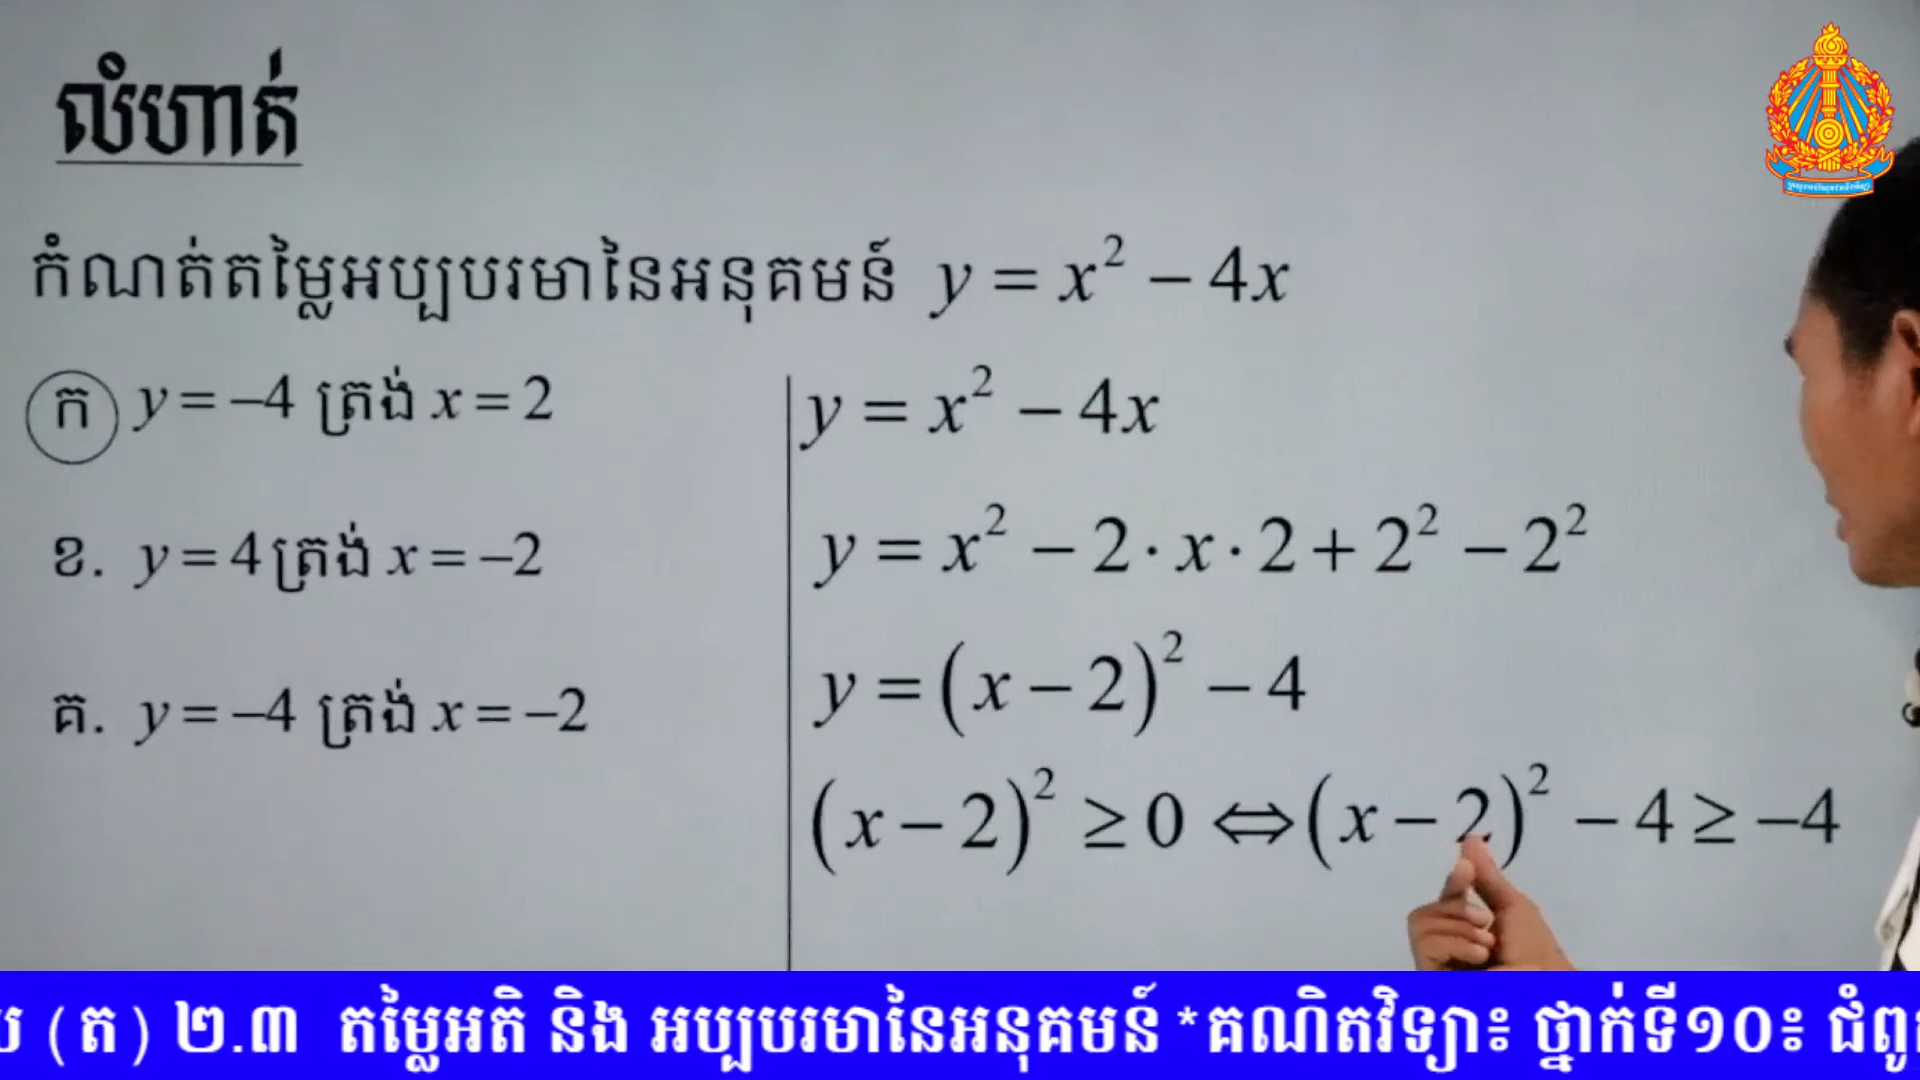 លំហាត់
កំណត់តម្លៃអប្បបរមានៃអនុគមន៍ y = x² − 4x
ក y = −4 ត្រង់ x = 2
ខ. y = 4 ត្រង់ x = −2
គ. y = −4 ត្រង់ x = −2
y = x² − 4x
y = x² − 2 · x · 2 + 2² − 2²
y = (x − 2)² − 4
(x − 2)² ≥ 0 ⇔ (x − 2)² − 4 ≥ −4
(ត) ២.៣ តម្លៃអតិ និង អប្បបរមានៃអនុគមន៍ *គណិតវិទ្យា៖ ថ្នាក់ទី១០៖